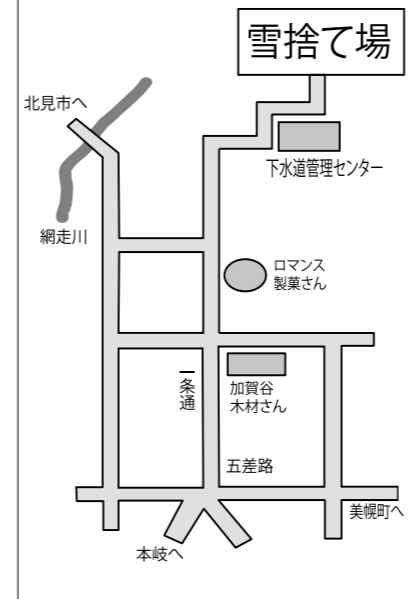 雪捨て場
北見市へ
下水道管理センター
網走川
ロマンス
製菓さん
一条通
加賀谷
木材さん
五差路
美幌町へ
本岐へ